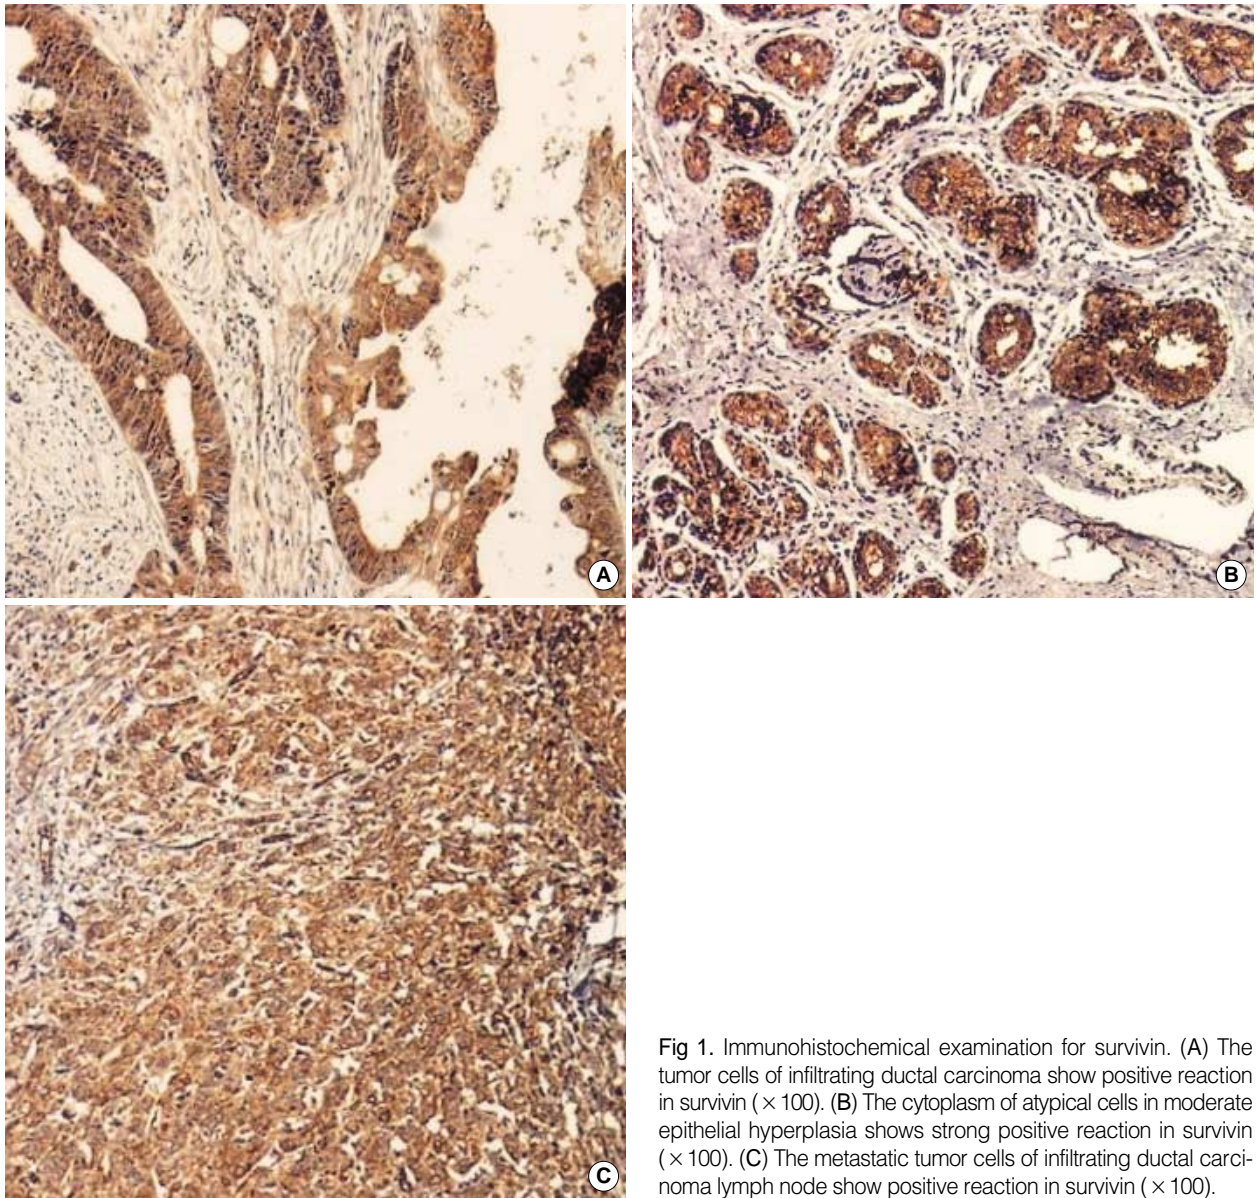 A
B
C
Fig 1. Immunohistochemical examination for survivin. (A) The
tumor cells of infiltrating ductal carcinoma show positive reaction
in survivin (×100). (B) The cytoplasm of atypical cells in moderate
epithelial hyperplasia shows strong positive reaction in survivin
(×100). (C) The metastatic tumor cells of infiltrating ductal carci-
noma lymph node show positive reaction in survivin (×100).